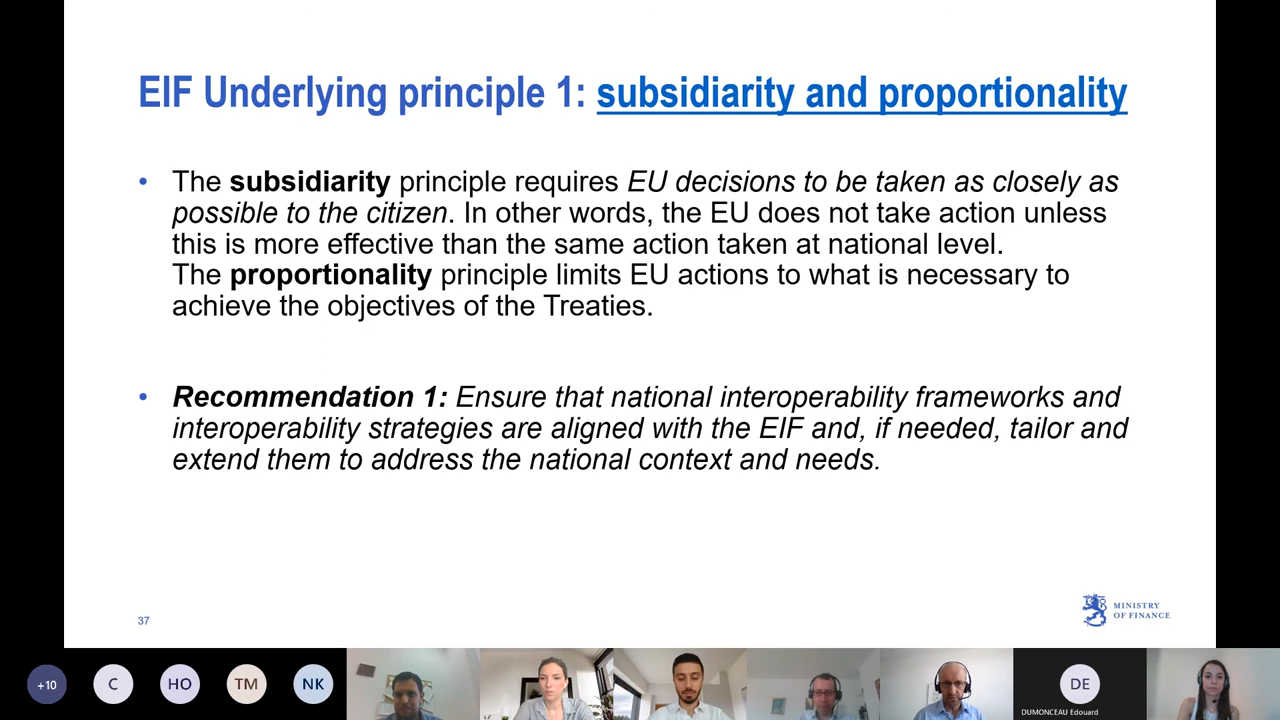 EIF Underlying principle 1: subsidiarity and proportionality
• The subsidiarity principle requires EU decisions to be taken as closely as
possible to the citizen. In other words, the EU does not take action unless
this is more effective than the same action taken at national level.
The proportionality principle limits EU actions to what is necessary to
achieve the objectives of the Treaties.
• Recommendation 1: Ensure that national interoperability frameworks and
interoperability strategies are aligned with the EIF and, if needed, tailor and
extend them to address the national context and needs.
37
MINISTRY
OF FINANCE
+10
C
HO
TM
NK
DE
DUMONCEAU Edouard